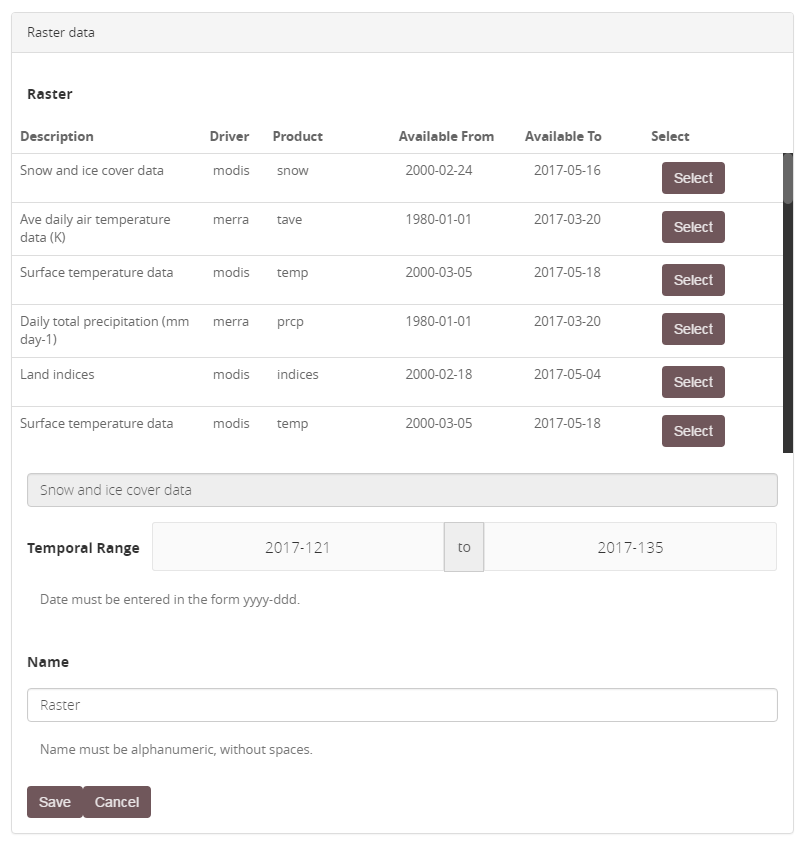 Raster data
Raster
Description Driver Product Available From Available To Select
Snow and ice cover data modis snow 2000-02-24 2017-05-16 Select
Ave daily air temperature
data (K) merra tave 1980-01-01 2017-03-20 Select
Surface temperature data modis temp 2000-03-05 2017-05-18 Select
Daily total precipitation (mm
day-1) merra prcp 1980-01-01 2017-03-20 Select
Land indices modis indices 2000-02-18 2017-05-04 Select
Surface temperature data modis temp 2000-03-05 2017-05-18 Select
Snow and ice cover data
Temporal Range 2017-121 to 2017-135
Date must be entered in the form yyyy-ddd.
Name
Raster
Name must be alphanumeric, without spaces.
Save Cancel